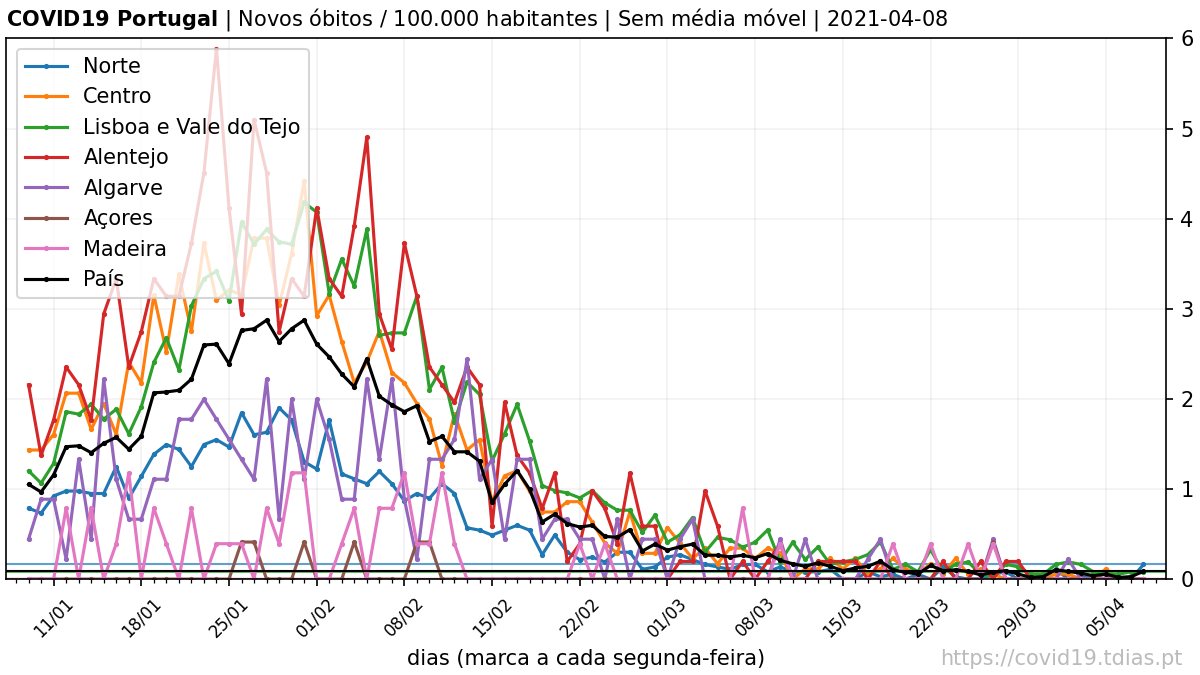 COVID19 Portugal | Novos óbitos / 100.000 habitantes | Sem média móvel | 2021-04-08
Norte
Centro
Lisboa e Vale do Tejo
Alentejo
Algarve
Açores
Madeira
País
6
5
4
3
2
1
0
11/01
18/01
25/01
01/02
08/02
15/02
22/02
01/03
08/03
15/03
22/03
29/03
05/04
dias (marca a cada segunda-feira)
https://covid19.tdias.pt